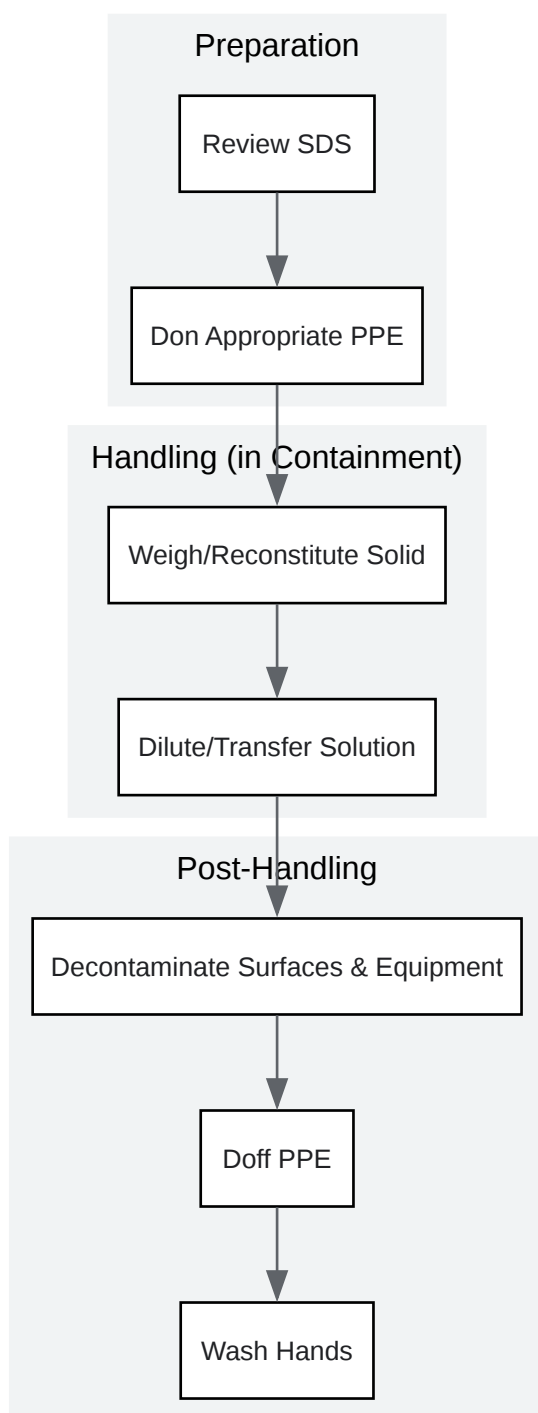 Preparation
Review SDS
Don Appropriate PPE
Handling (in Containment)
Weigh/Reconstitute Solid
Dilute/Transfer Solution
Post-Handling
Decontaminate Surfaces & Equipment
Doff PPE
Wash Hands